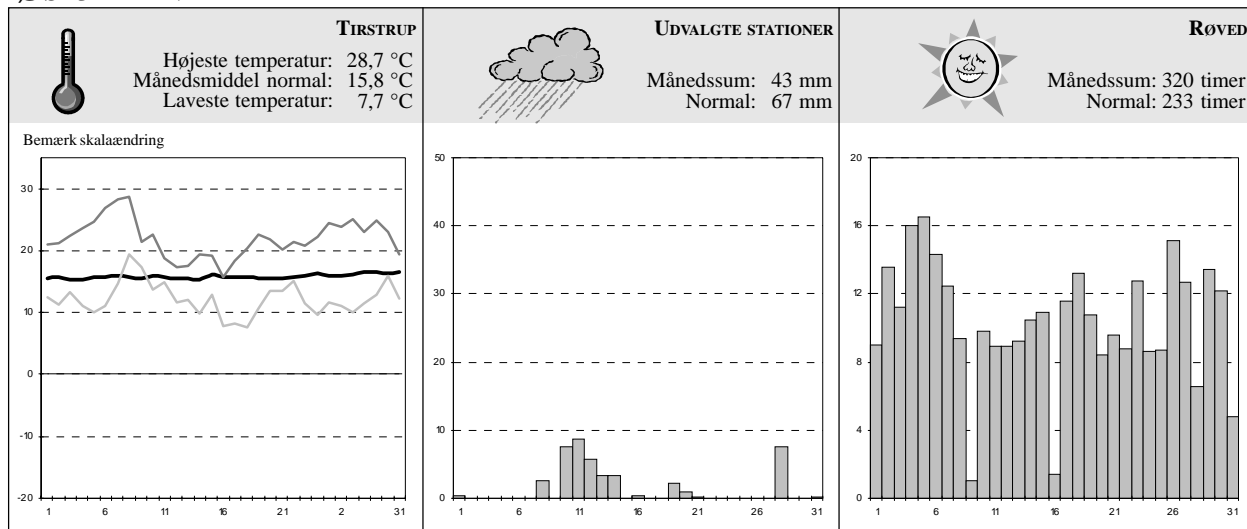 TIRSTRUP
Højeste temperatur: 28,7 °C
Månedsmiddel normal: 15,8 °C
Laveste temperatur: 7,7 °C
Bemærk skalaændring
30
20
10
0
-10
-20
1 6 11 16 21 2 31
UDVALGTE STATIONER
Månedssum: 43 mm
Normal: 67 mm
50
40
30
20
10
0
1 6 11 16 21 26 31
RØVED
Månedssum: 320 timer
Normal: 233 timer
20
16
12
8
4
0
1 6 11 16 21 26 31